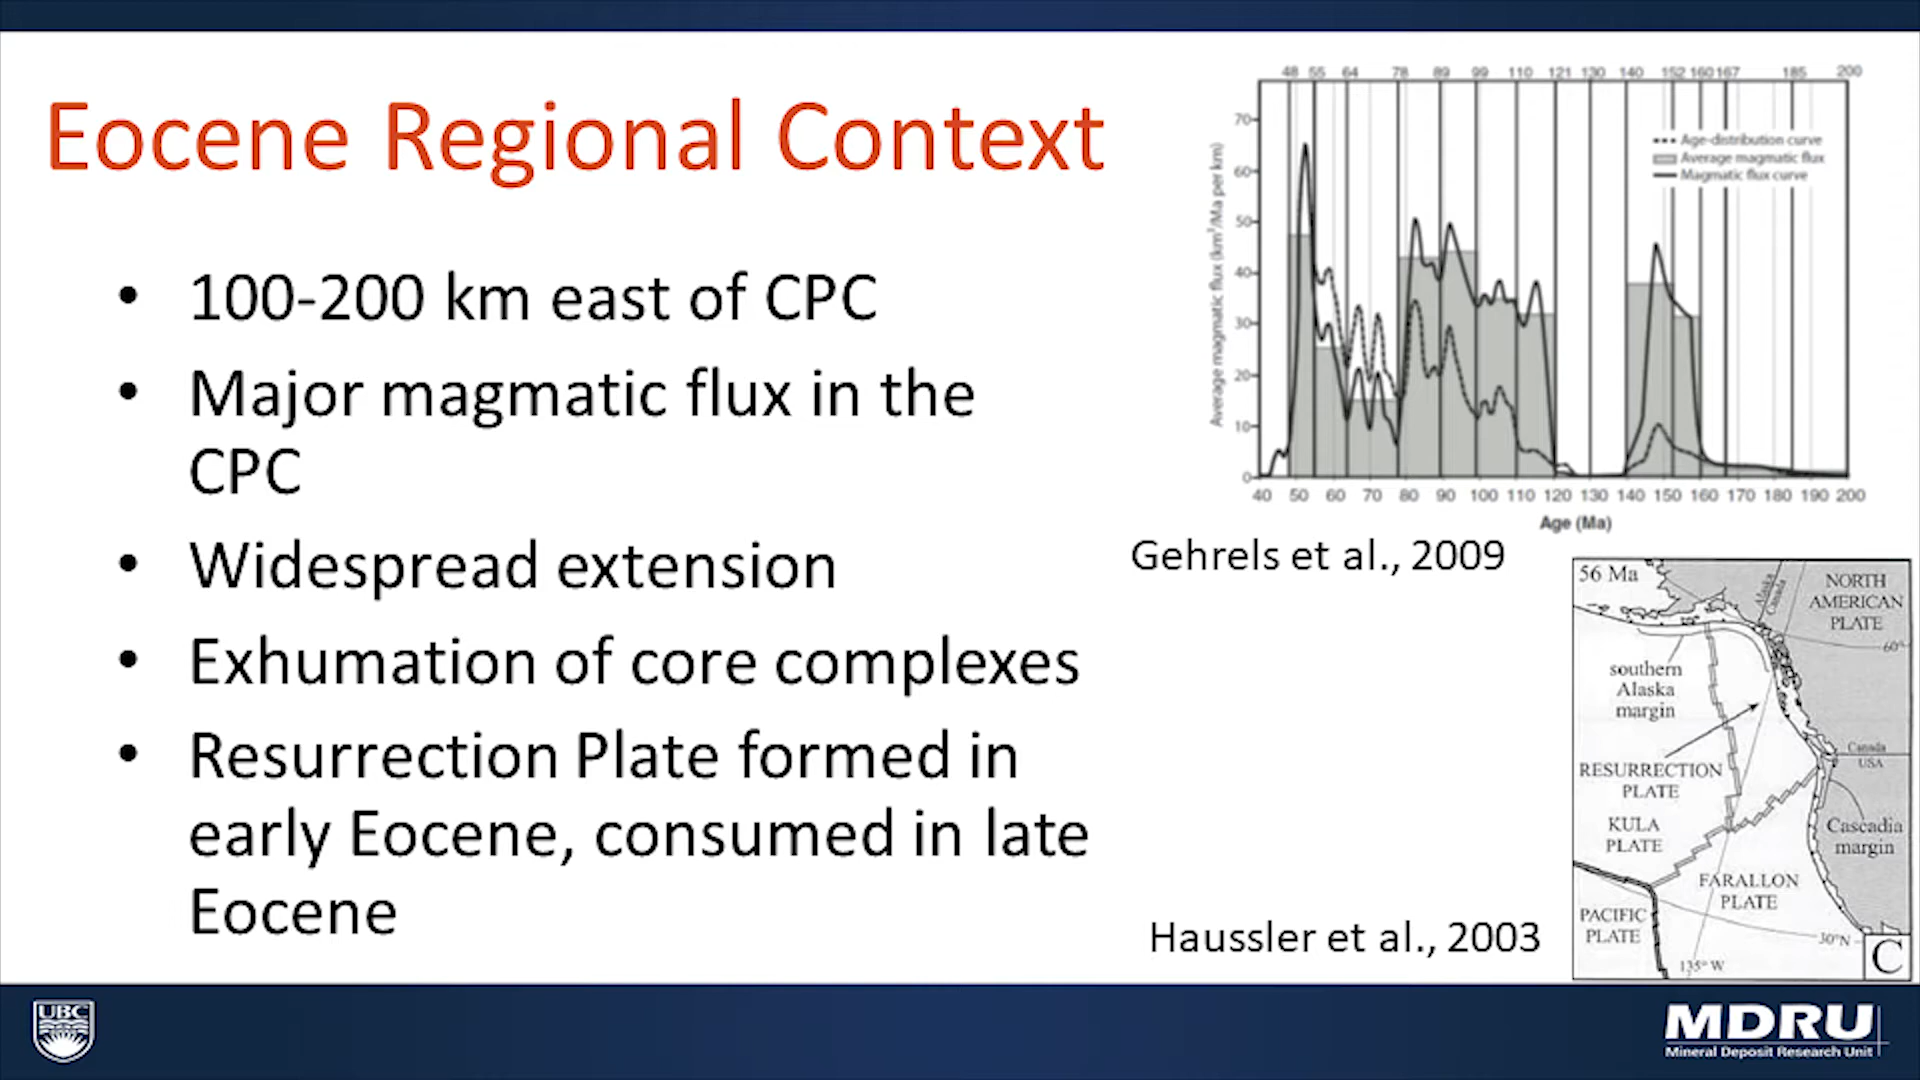 Eocene Regional Context
• 100-200 km east of CPC
• Major magmatic flux in the
CPC
• Widespread extension
• Exhumation of core complexes
• Resurrection Plate formed in
early Eocene, consumed in late
Eocene
48 55 64 78 89 99 110 121 130 140 152 160 167 185 200
Average magmatic flux (km³/Ma per km)
70
60
50
40
30
20
10
0
Age-distribution curve
Average magmatic flux
Magmatic flux curve
40 50 60 70 80 90 100 110 120 130 140 150 160 170 180 190 200
Age (Ma)
Gehrels et al., 2009
56 Ma
Alaska
Canada
NORTH
AMERICAN
PLATE
60°
southern
Alaska
margin
Canada
USA
RESURRECTION
PLATE
KULA
PLATE
Cascadia
margin
FARALLON
PLATE
PACIFIC
PLATE
30°N
135° W
C
Haussler et al., 2003
UBC
MDRU
Mineral Deposit Research Unit